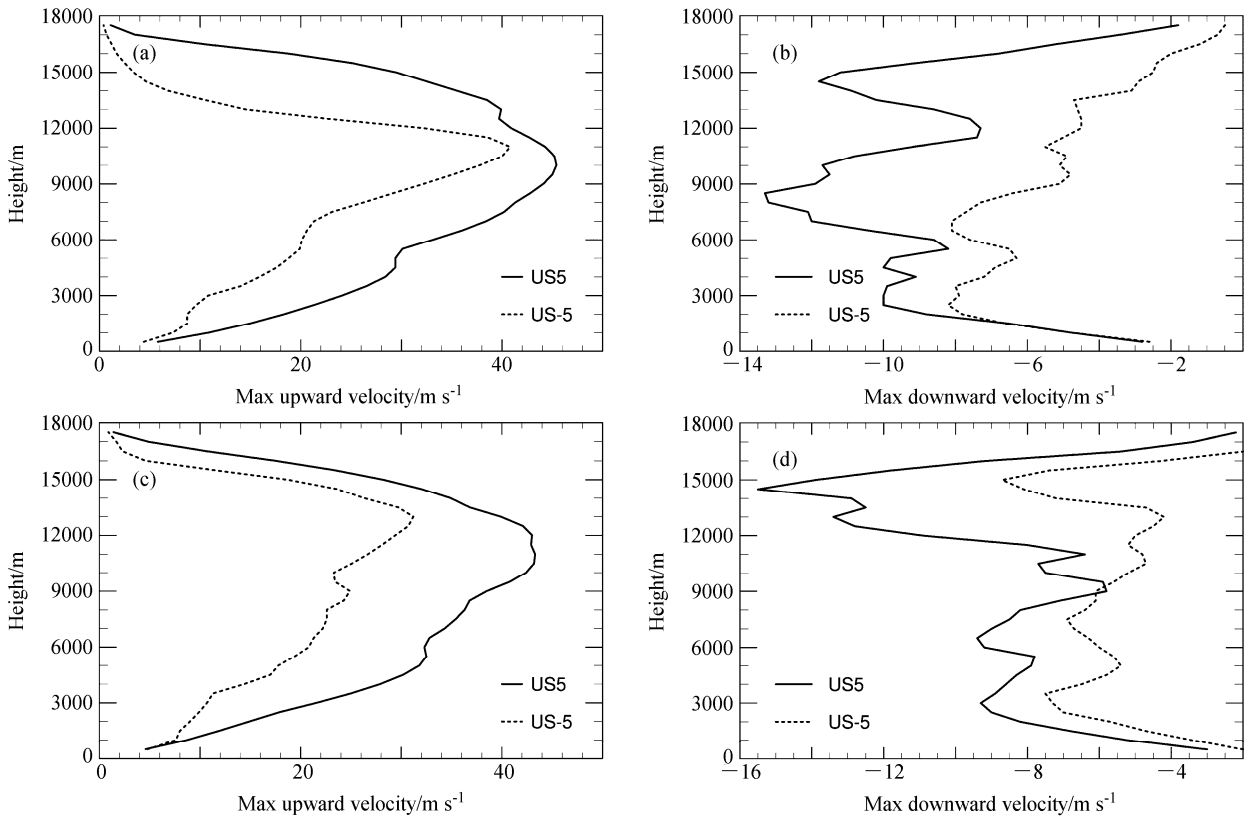 18000
15000
12000
9000
6000
3000
0
Height/m
(a)
US5
US-5
0 20 40
Max upward velocity/m s-1
18000
15000
12000
9000
6000
3000
0
Height/m
(b)
US5
US-5
−14 −10 −6 −2
Max downward velocity/m s-1
18000
15000
12000
9000
6000
3000
0
Height/m
(c)
US5
US-5
0 20 40
Max upward velocity/m s-1
18000
15000
12000
9000
6000
3000
0
Height/m
(d)
US5
US-5
−16 −12 −8 −4
Max downward velocity/m s-1